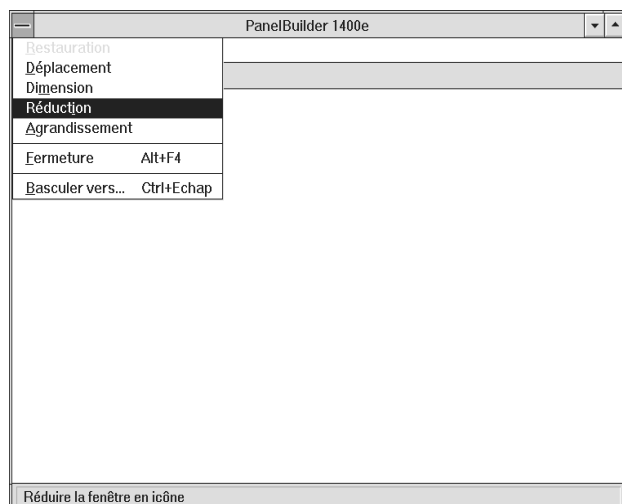 PanelBuilder 1400e
Restauration
Déplacement
Dimension
Réduction
Agrandissement
Fermeture Alt+F4
Basculer vers... Ctrl+Echap
Réduire la fenêtre en icône